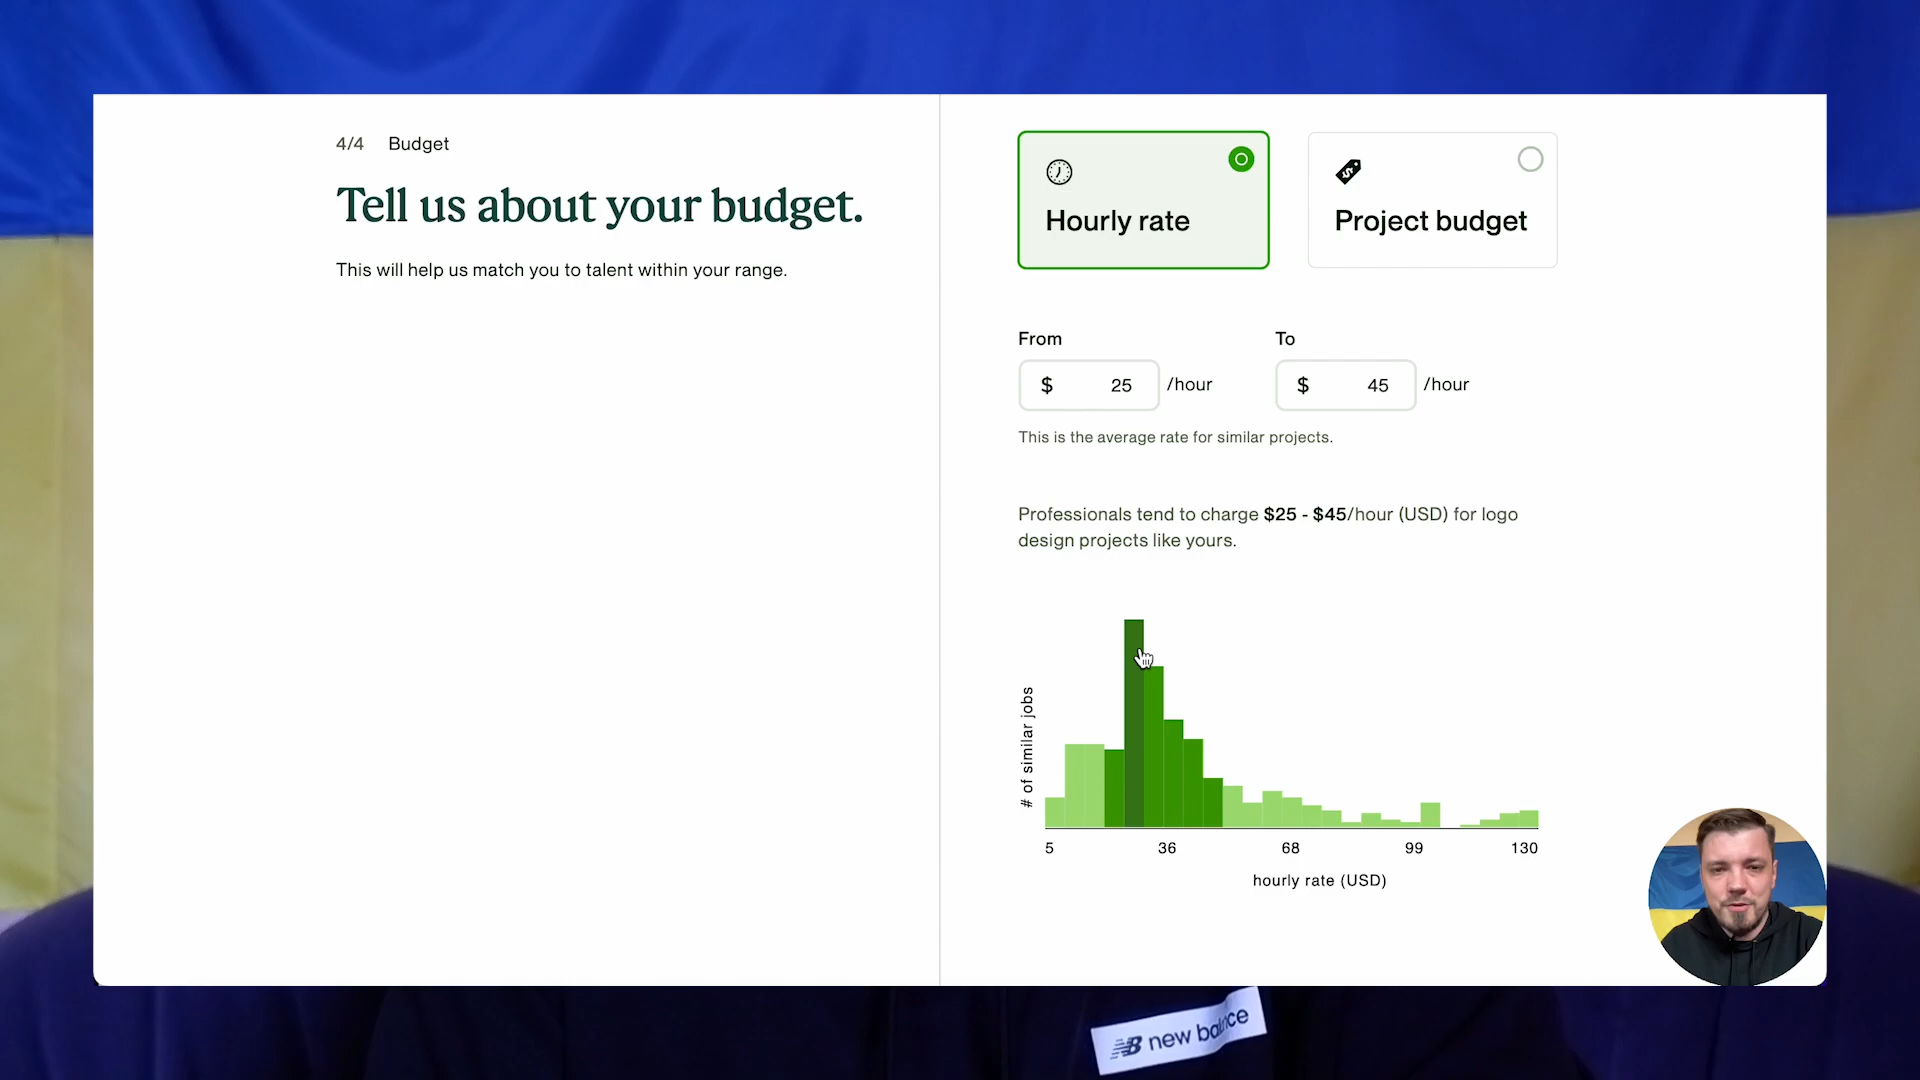 4/4 Budget
Tell us about your budget.
This will help us match you to talent within your range.
Hourly rate
Project budget
From
To
$ 25 /hour
$ 45 /hour
This is the average rate for similar projects.
Professionals tend to charge $25 - $45/hour (USD) for logo
design projects like yours.
# of similar jobs
5 36 68 99 130
hourly rate (USD)
NB new balance